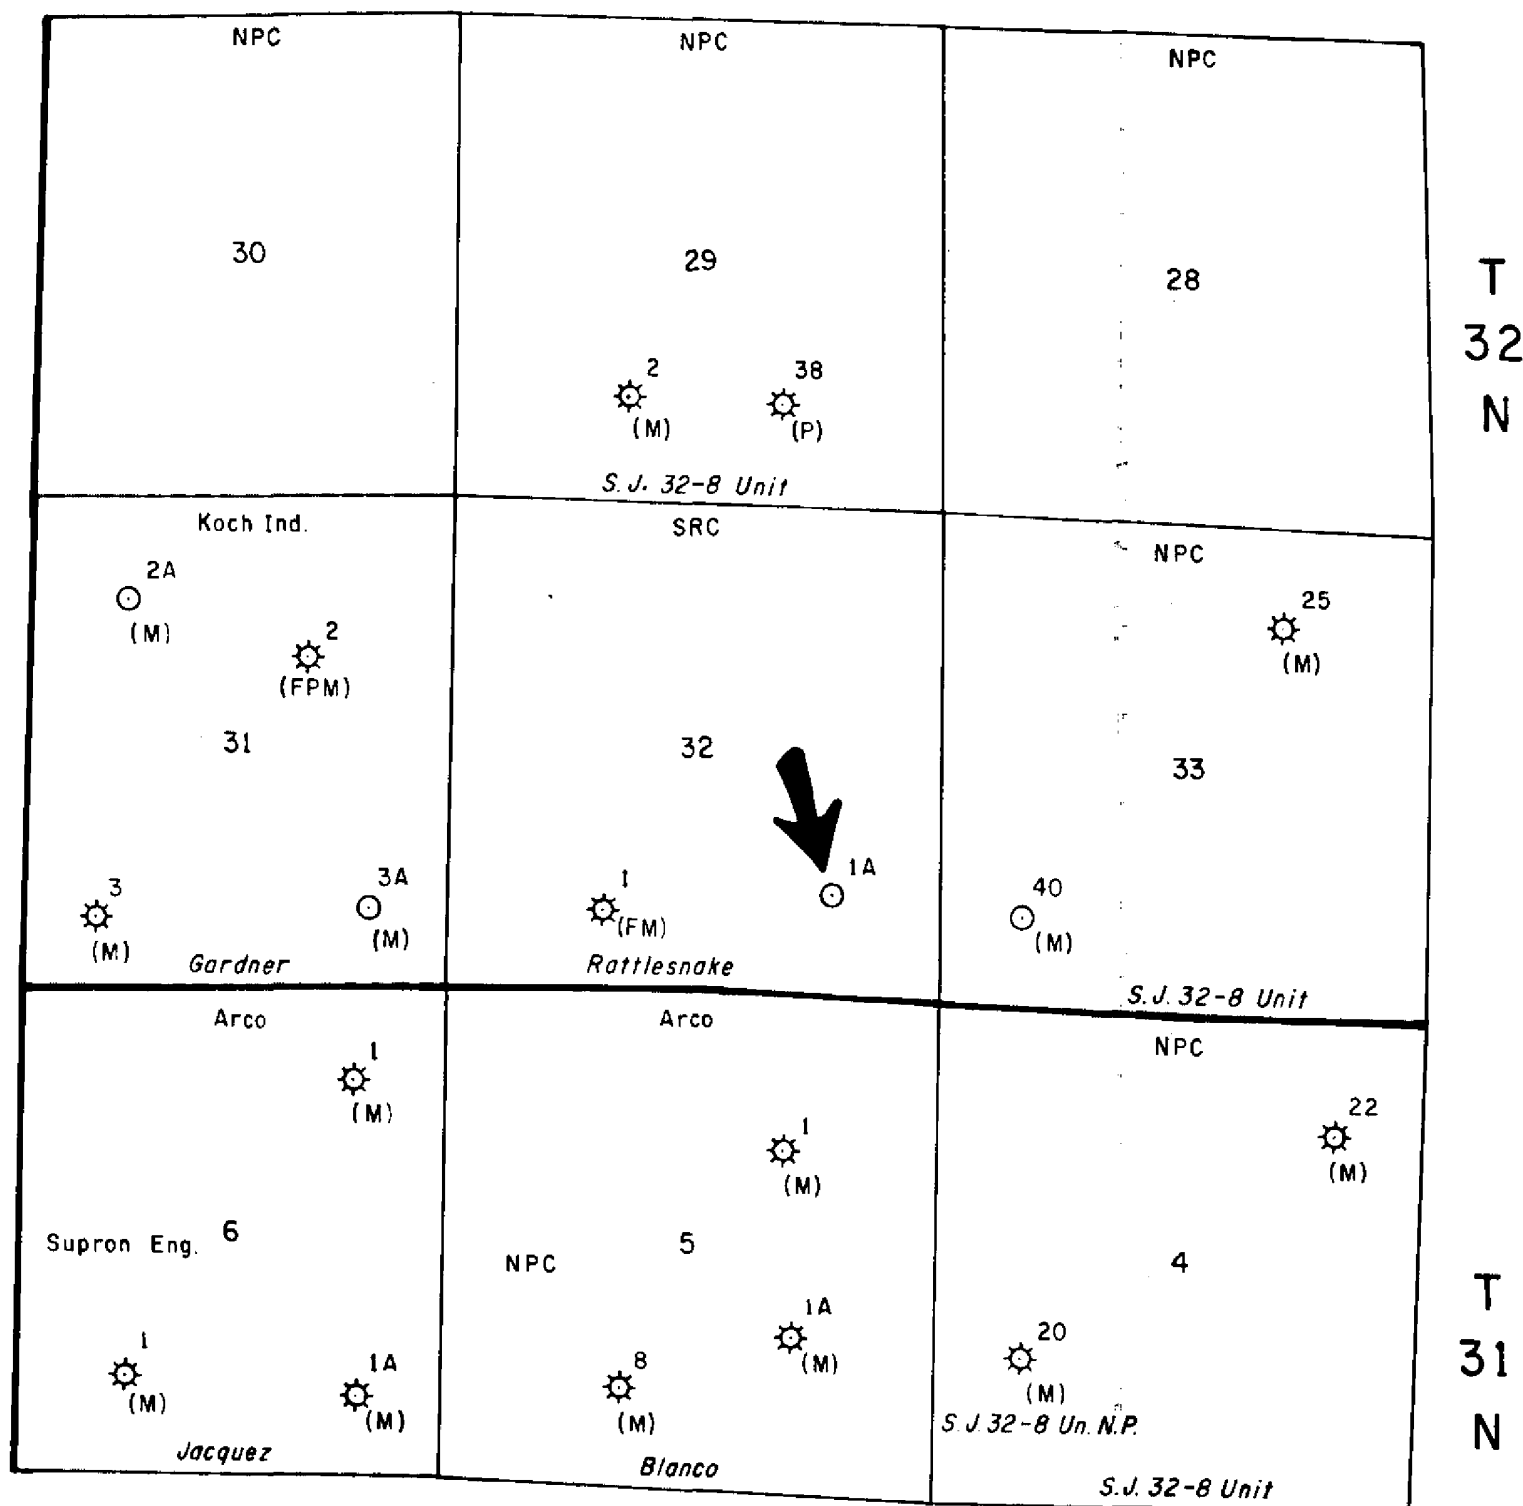 NPC
NPC
NPC
30
29
28
T
32
N
2
(M)
38
(P)
S.J. 32-8 Unit
Koch Ind.
SRC
NPC
2A
(M)
2
(FPM)
25
(M)
31
32
33
3
(M)
3A
(M)
Gardner
1
(FM)
1A
Rattlesnake
40
(M)
S.J. 32-8 Unit
Arco
Arco
NPC
1
(M)
1
(M)
22
(M)
Supron Eng.
6
NPC
5
4
T
31
N
1
(M)
1A
(M)
Jacquez
8
(M)
1A
(M)
Blanco
20
(M)
S.J. 32-8 Un. N.P.
S.J. 32-8 Unit